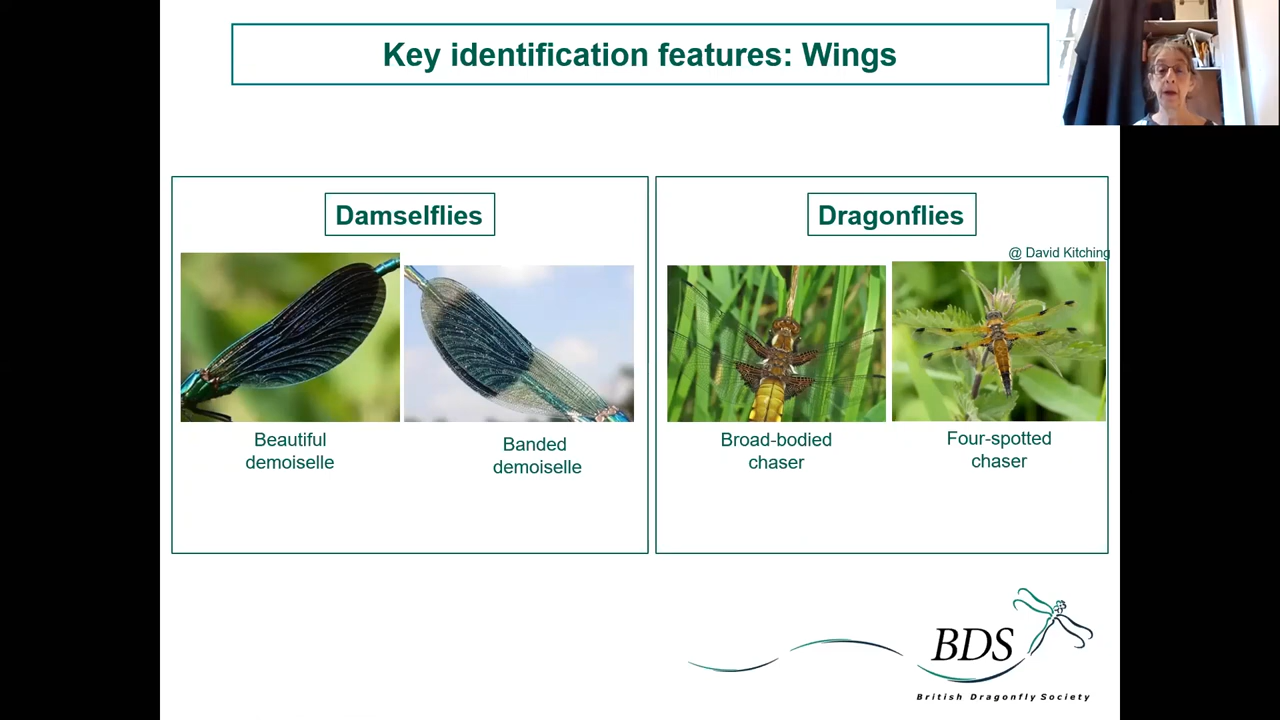 Key identification features: Wings
Damselflies
Dragonflies
@ David Kitching
Beautiful
demoiselle
Banded
demoiselle
Broad-bodied
chaser
Four-spotted
chaser
BDS
British Dragonfly Society